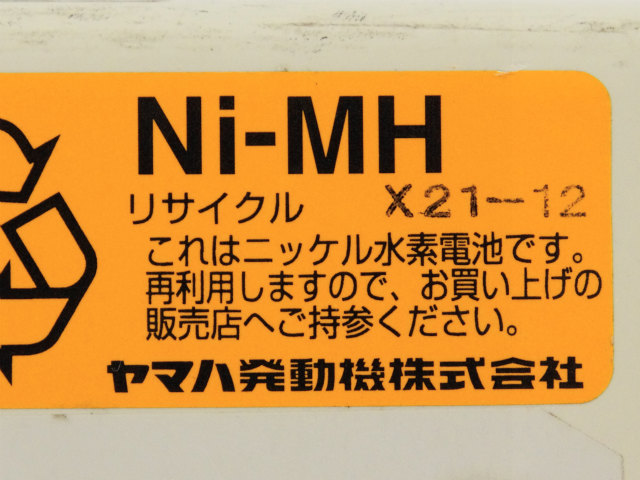 Ni-MH
リサイクル X21-12
これはニッケル水素電池です。
再利用しますので、お買い上げの
販売店へご持参ください。
ヤマハ発動機株式会社